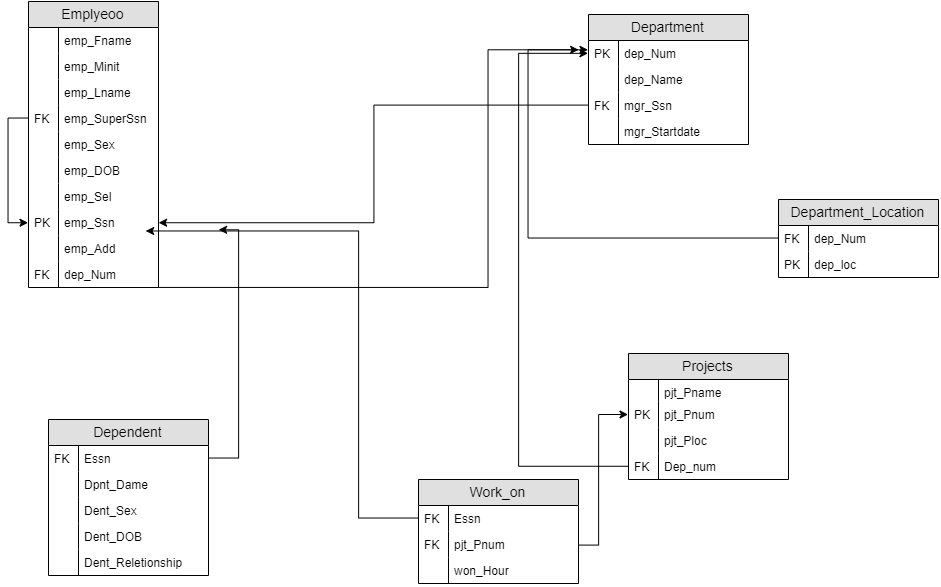 Emplyeoo
emp_Fname
emp_Minit
emp_Lname
FK emp_SuperSsn
emp_Sex
emp_DOB
emp_Sel
PK emp_Ssn
emp_Add
FK dep_Num
Department
PK dep_Num
dep_Name
FK mgr_Ssn
mgr_Startdate
Department_Location
FK dep_Num
PK dep_loc
Projects
pjt_Pname
PK pjt_Pnum
pjt_Ploc
FK Dep_num
Dependent
FK Essn
Dpnt_Dame
Dent_Sex
Dent_DOB
Dent_Reletionship
Work_on
FK Essn
FK pjt_Pnum
won_Hour